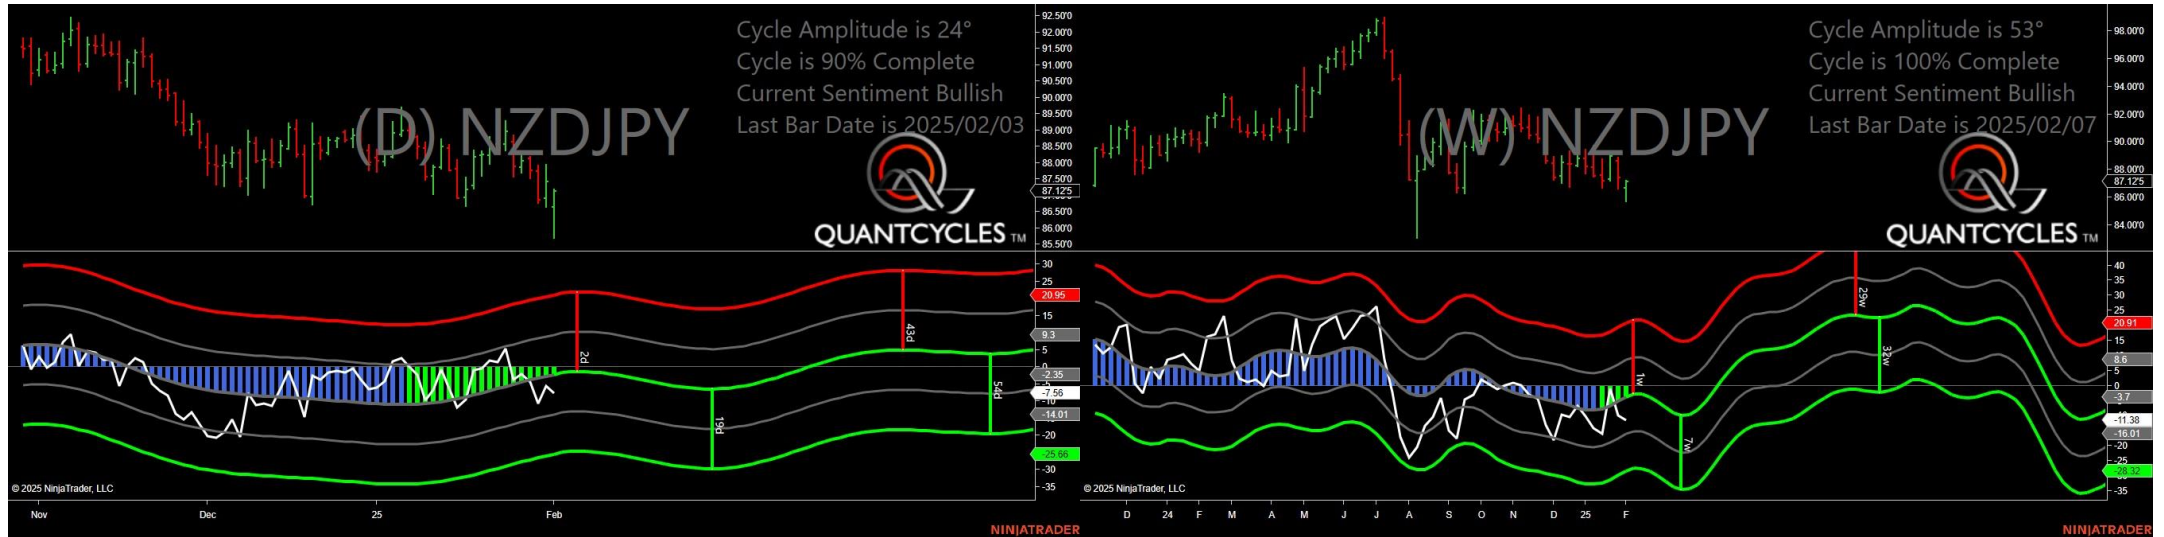 Cycle Amplitude is 24°
Cycle is 90% Complete
Current Sentiment Bullish
Last Bar Date is 2025/02/03
(D) NZDJPY
QUANTCYCLES TM
92.50'0
92.00'0
91.50'0
91.00'0
90.50'0
90.00'0
89.00'0
88.50'0
88.00'0
87.50'0
87.12'5
86.50'0
86.00'0
85.50'0
30
25
20.95
15
9.3
5
0
-2.35
-7.56
-10
-14.01
-20
-25.66
-30
-35
2d
19d
43d
54d
© 2025 NinjaTrader, LLC
Nov
Dec
25
Feb
NINJATRADER
Cycle Amplitude is 53°
Cycle is 100% Complete
Current Sentiment Bullish
Last Bar Date is 2025/02/07
(W) NZDJPY
QUANTCYCLES TM
98.00'0
96.00'0
94.00'0
92.00'0
90.00'0
88.00'0
87.12'5
86.00'0
84.00'0
40
35
30
25
20.91
15
8.6
5
0
-3.7
-11.38
-16.01
-20
-25
-28.32
-35
1w
7w
29w
32w
© 2025 NinjaTrader, LLC
D
24
F
M
A
M
J
J
A
S
O
N
D
25
F
NINJATRADER